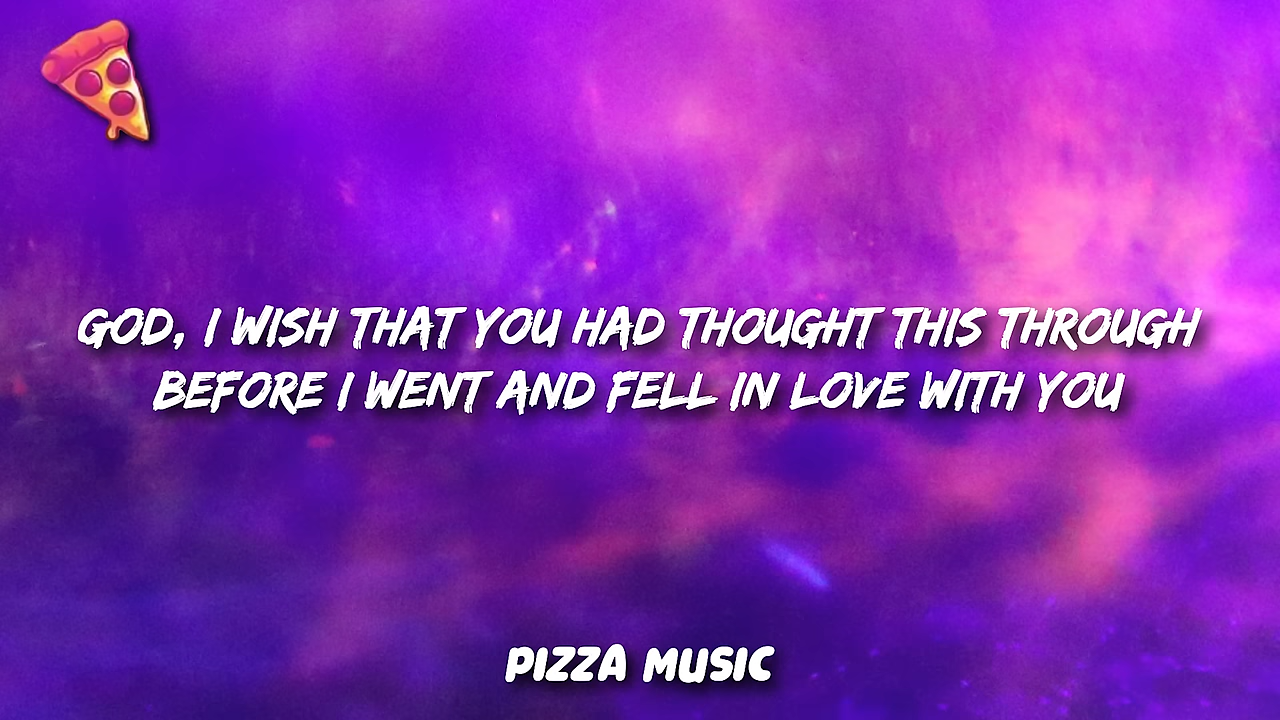 GOD, I WISH THAT YOU HAD THOUGHT THIS THROUGH
BEFORE I WENT AND FELL IN LOVE WITH YOU
PIZZA MUSIC